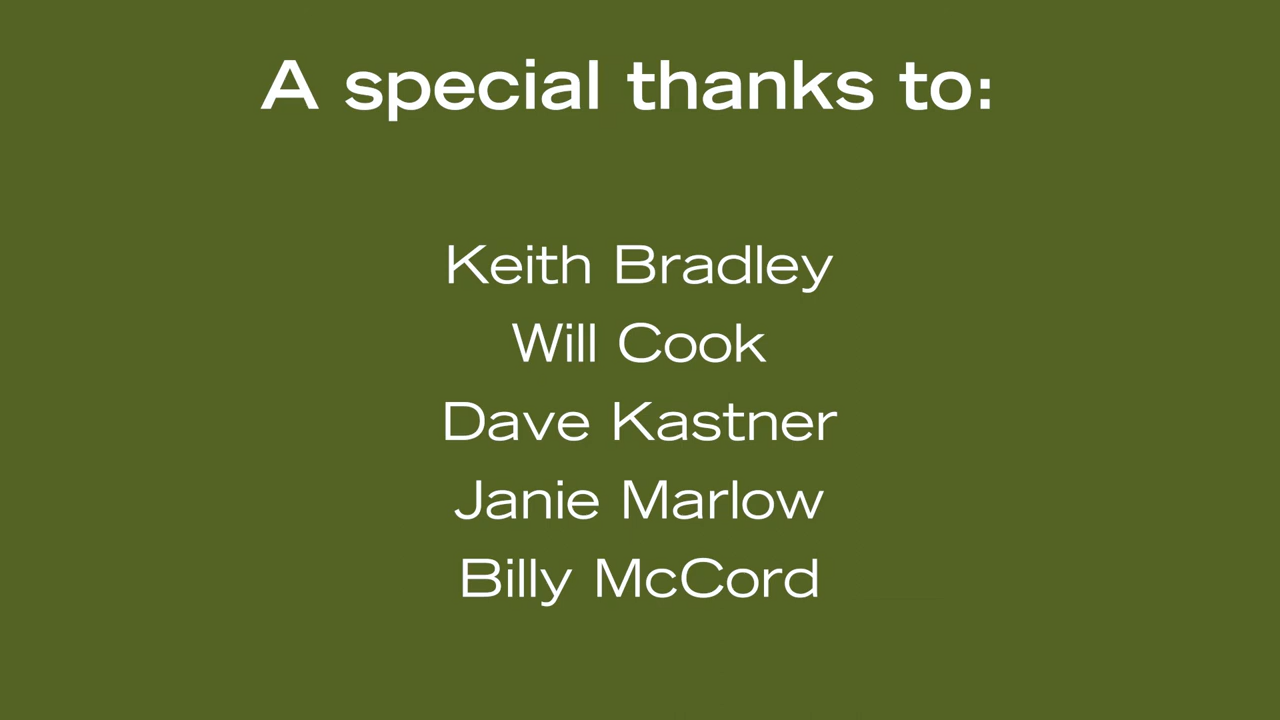 A special thanks to:
Keith Bradley
Will Cook
Dave Kastner
Janie Marlow
Billy McCord